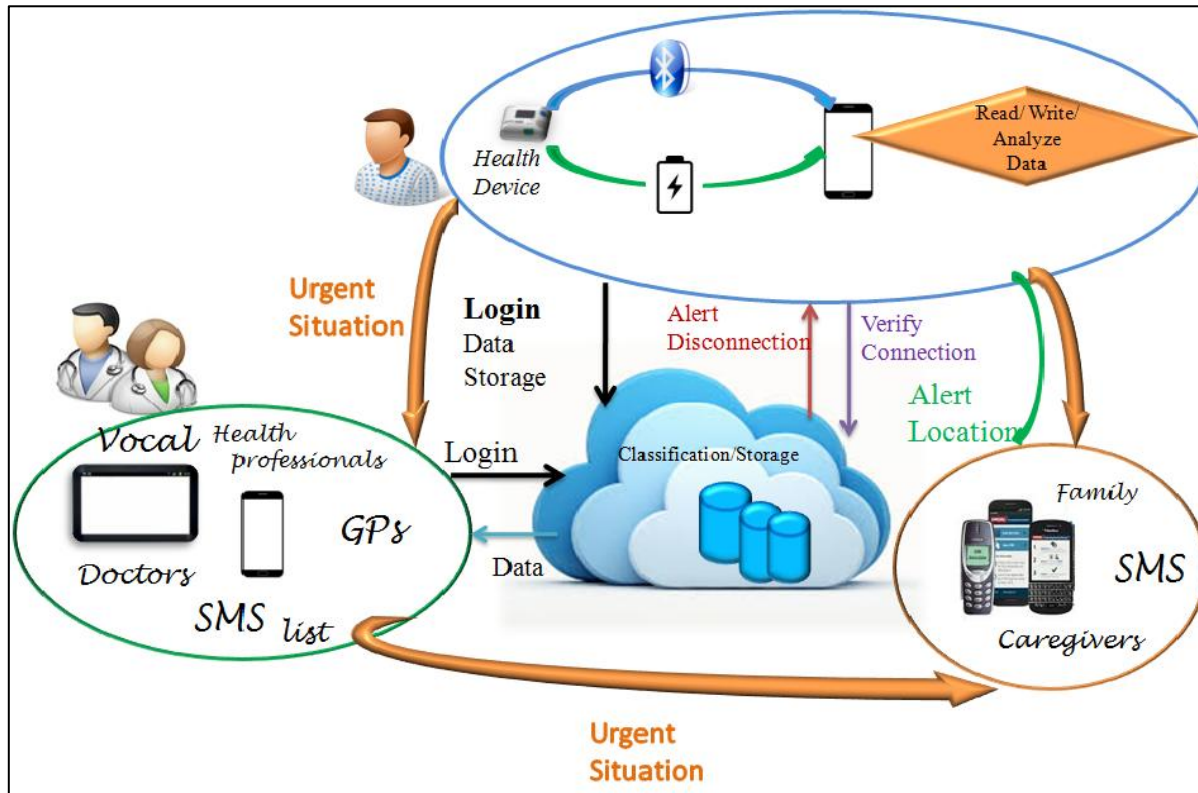 Health
Device
Read/ Write/
Analyze
Data
Urgent
Situation
Login
Data
Storage
Alert
Disconnection
Verify
Connection
Alert
Location
Vocal
Health
professionals
GPs
Doctors
SMS list
Login
Data
Classification/Storage
Family
SMS
Caregivers
Urgent
Situation